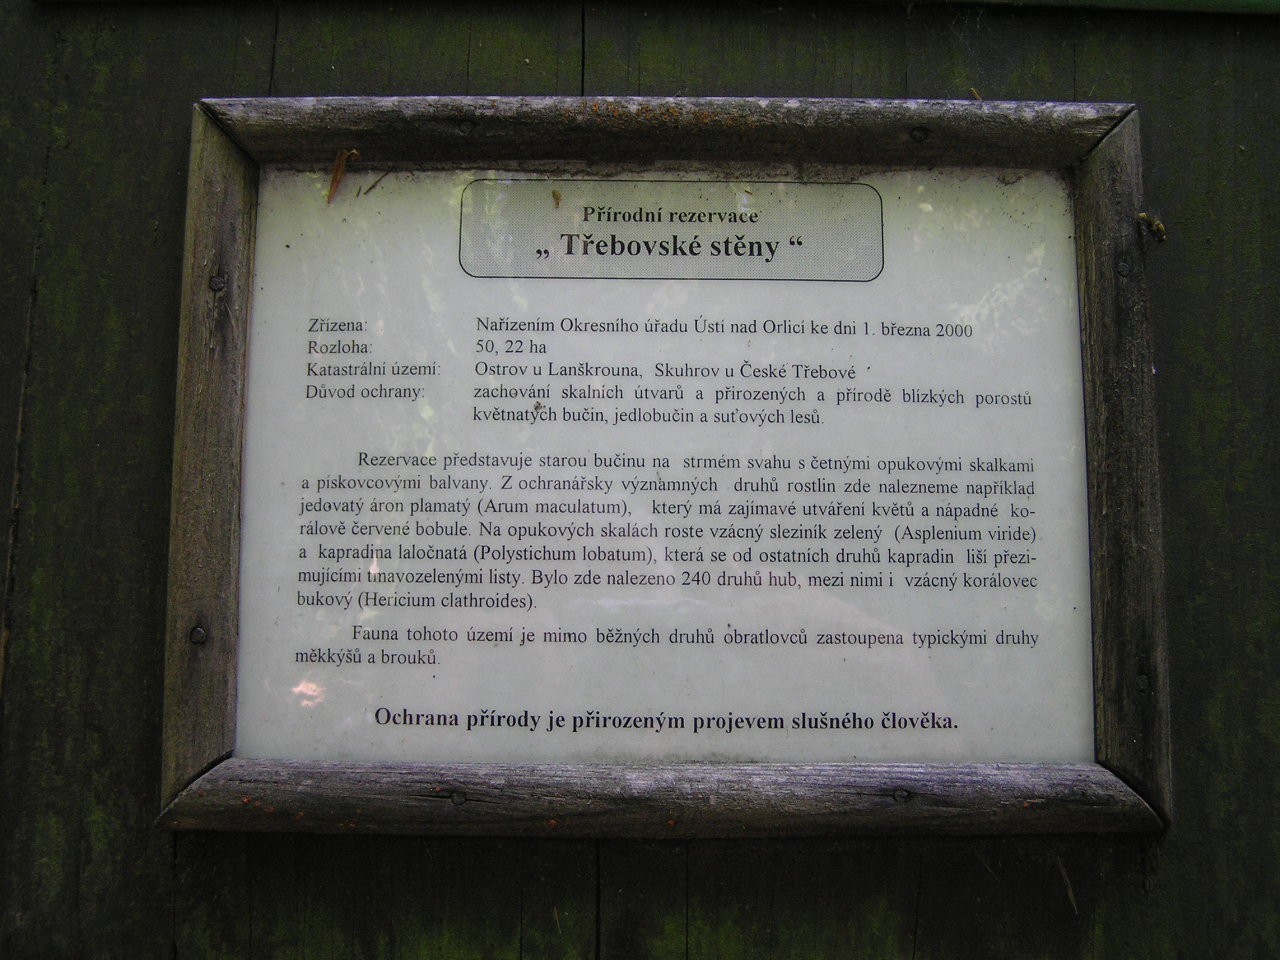 Přírodní rezervace
„ Třebovské stěny “
Zřízena: Nařízením Okresního úřadu Ústí nad Orlicí ke dni 1. března 2000
Rozloha: 50, 22 ha
Katastrální území: Ostrov u Lanškrouna, Skuhrov u České Třebové
Důvod ochrany: zachování skalních útvarů a přirozených a přírodě blízkých porostů
květnatých bučin, jedlobučin a suťových lesů.
Rezervace představuje starou bučinu na strmém svahu s četnými opukovými skalkami
a pískovcovými balvany. Z ochranářsky významných druhů rostlin zde nalezneme například
jedovatý áron plamatý (Arum maculatum), který má zajímavé utváření květů a nápadné ko-
rálově červené bobule. Na opukových skalách roste vzácný sleziník zelený (Asplenium viride)
a kapradina laločnatá (Polystichum lobatum), která se od ostatních druhů kapradin liší přezi-
mujícími tmavozelenými listy. Bylo zde nalezeno 240 druhů hub, mezi nimi i vzácný korálovec
bukový (Hericium clathroides).
Fauna tohoto území je mimo běžných druhů obratlovců zastoupena typickými druhy
měkkýšů a brouků.
Ochrana přírody je přirozeným projevem slušného člověka.